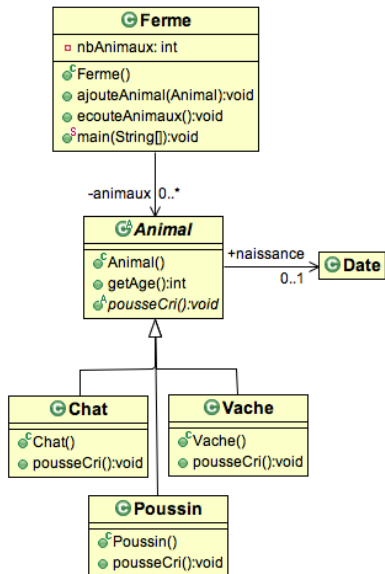 Ferme
nbAnimaux: int
Ferme()
ajouteAnimal(Animal):void
ecouteAnimaux():void
main(String[]):void
-animaux 0..*
Animal
Animal()
getAge():int
pousseCri():void
+naissance
0..1
Date
Chat
Chat()
pousseCri():void
Vache
Vache()
pousseCri():void
Poussin
Poussin()
pousseCri():void